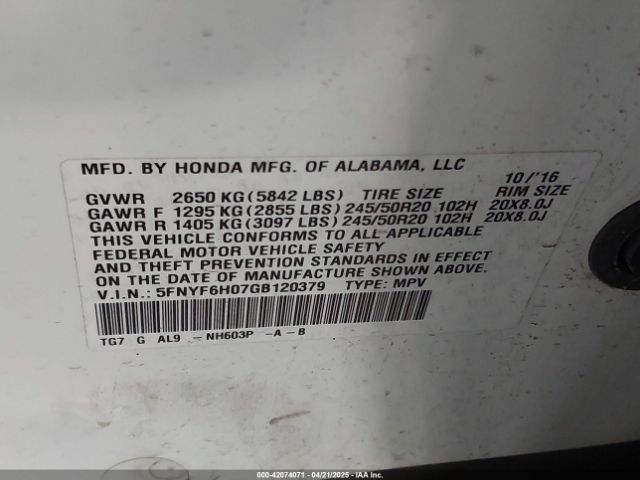 MFD. BY HONDA MFG. OF ALABAMA, LLC 10/'16
GVWR 2650 KG (5842 LBS) TIRE SIZE RIM SIZE
GAWR F 1295 KG (2855 LBS) 245/50R20 102H 20X8.0J
GAWR R 1405 KG (3097 LBS) 245/50R20 102H 20X8.0J
THIS VEHICLE CONFORMS TO ALL APPLICABLE
FEDERAL MOTOR VEHICLE SAFETY
AND THEFT PREVENTION STANDARDS IN EFFECT
ON THE DATE OF MANUFACTURE SHOWN ABOVE.
V.I.N.: 5FNYF6H07GB120379 TYPE: MPV
TG7 G AL9 -NH603P -A-B
000-42074071 - 04/21/2025 - IAAI.com